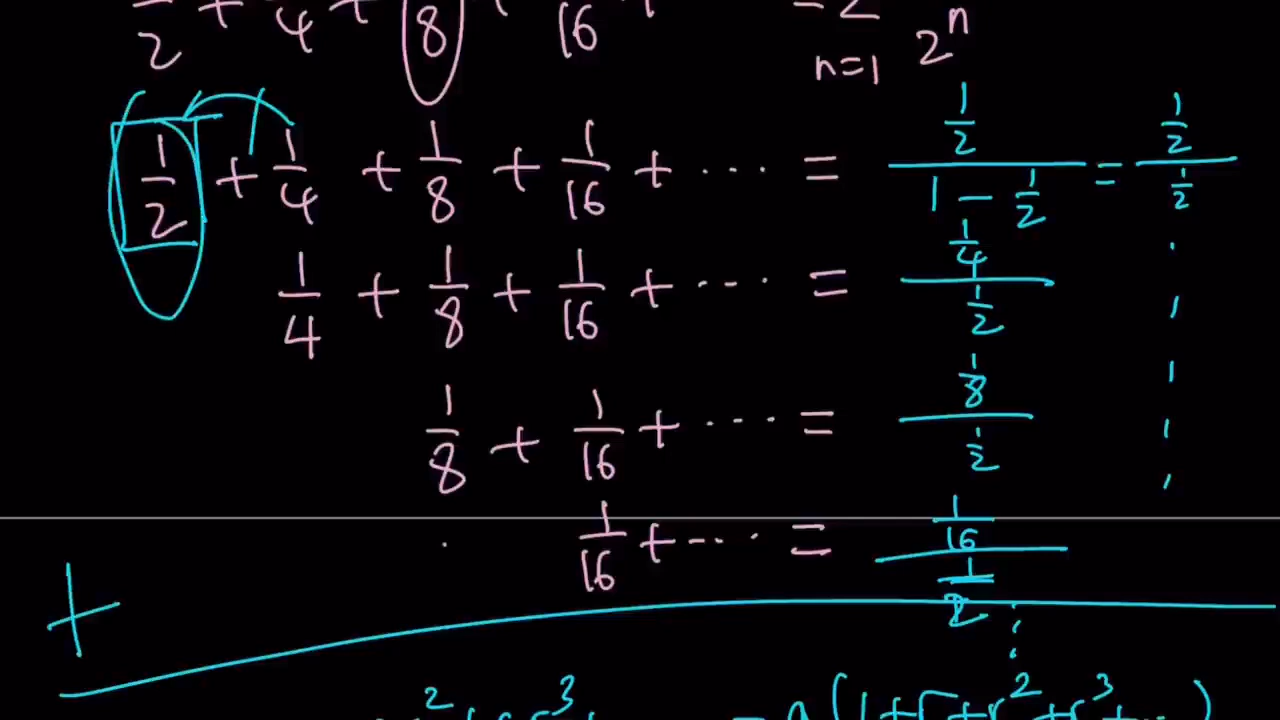 1/2 + 1/4 + 1/8 + 1/16 + ⋯ = (1/2)/(1 − 1/2) = (1/2)/(1/2)
1/4 + 1/8 + 1/16 + ⋯ = (1/4)/(1/2)
1/8 + 1/16 + ⋯ = (1/8)/(1/2)
1/16 + ⋯ = (1/16)/(1/2)
+